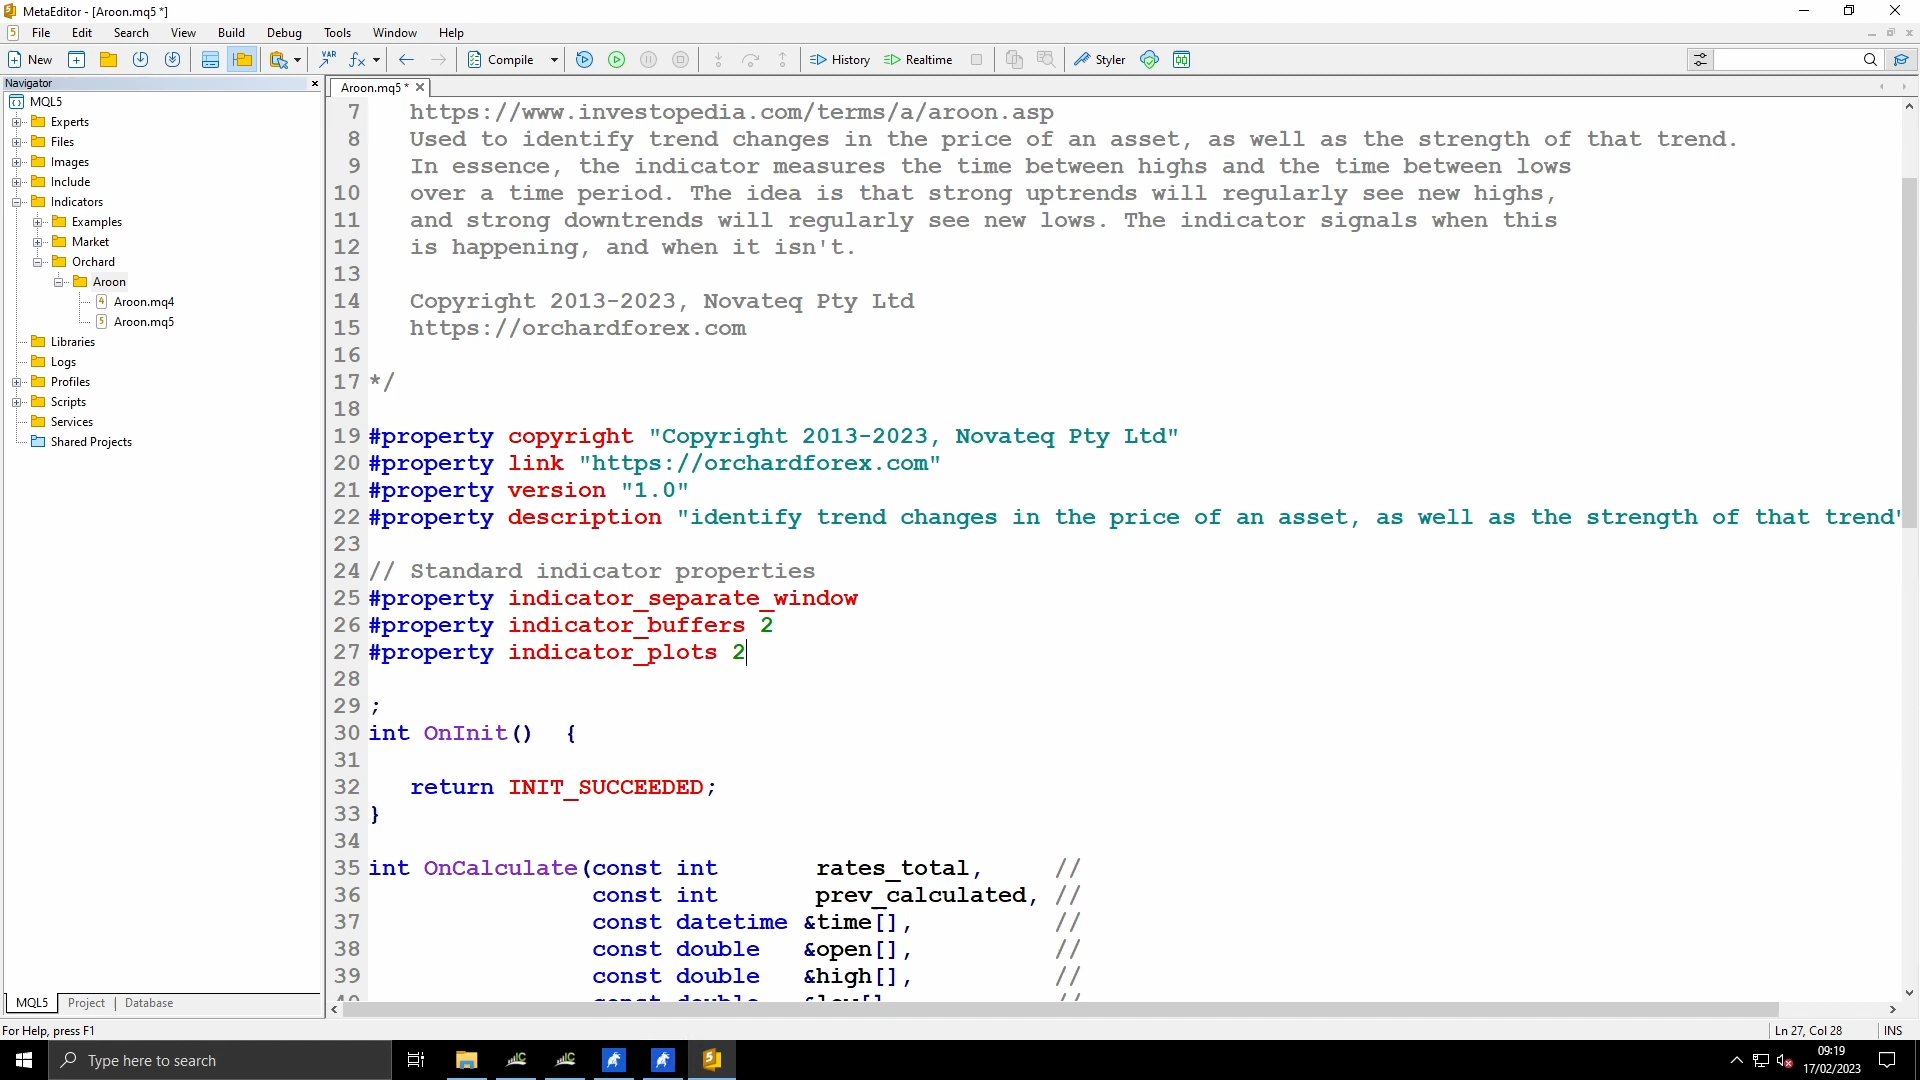 MetaEditor - [Aroon.mq5 *]
File Edit Search View Build Debug Tools Window Help
New VAR Compile History Realtime Styler
Navigator
MQL5
Experts
Files
Images
Include
Indicators
Examples
Market
Orchard
Aroon
Aroon.mq4
Aroon.mq5
Libraries
Logs
Profiles
Scripts
Services
Shared Projects
MQL5 Project Database
Aroon.mq5 *
7 https://www.investopedia.com/terms/a/aroon.asp
8 Used to identify trend changes in the price of an asset, as well as the strength of that trend.
9 In essence, the indicator measures the time between highs and the time between lows
10 over a time period. The idea is that strong uptrends will regularly see new highs,
11 and strong downtrends will regularly see new lows. The indicator signals when this
12 is happening, and when it isn't.
13
14 Copyright 2013-2023, Novateq Pty Ltd
15 https://orchardforex.com
16
17 */
18
19 #property copyright "Copyright 2013-2023, Novateq Pty Ltd"
20 #property link "https://orchardforex.com"
21 #property version "1.0"
22 #property description "identify trend changes in the price of an asset, as well as the strength of that trend"
23
24 // Standard indicator properties
25 #property indicator_separate_window
26 #property indicator_buffers 2
27 #property indicator_plots 2
28
29 ;
30 int OnInit() {
31
32 return INIT_SUCCEEDED;
33 }
34
35 int OnCalculate(const int rates_total, //
36 const int prev_calculated, //
37 const datetime &time[], //
38 const double &open[], //
39 const double &high[], //
For Help, press F1
Ln 27, Col 28 INS
Type here to search
09:19
17/02/2023